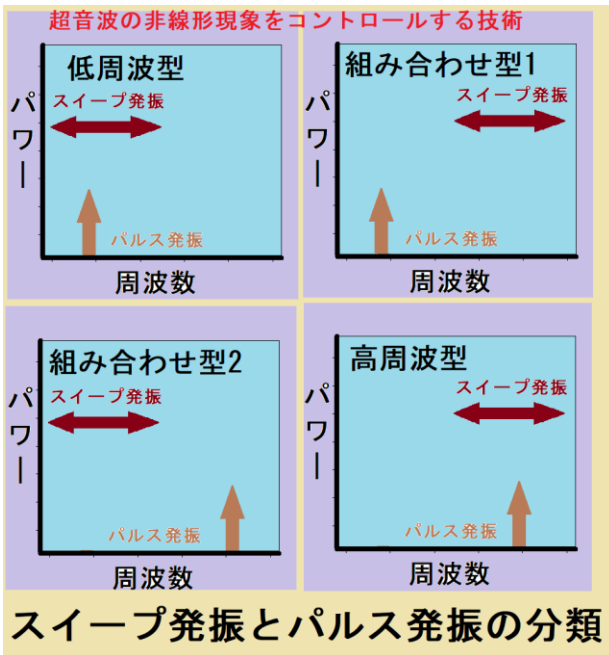 超音波の非線形現象をコントロールする技術
低周波型
スイープ発振
パワー
パルス発振
周波数
組み合わせ型1
スイープ発振
パワー
パルス発振
周波数
組み合わせ型2
スイープ発振
パワー
パルス発振
周波数
高周波型
スイープ発振
パワー
パルス発振
周波数
スイープ発振とパルス発振の分類